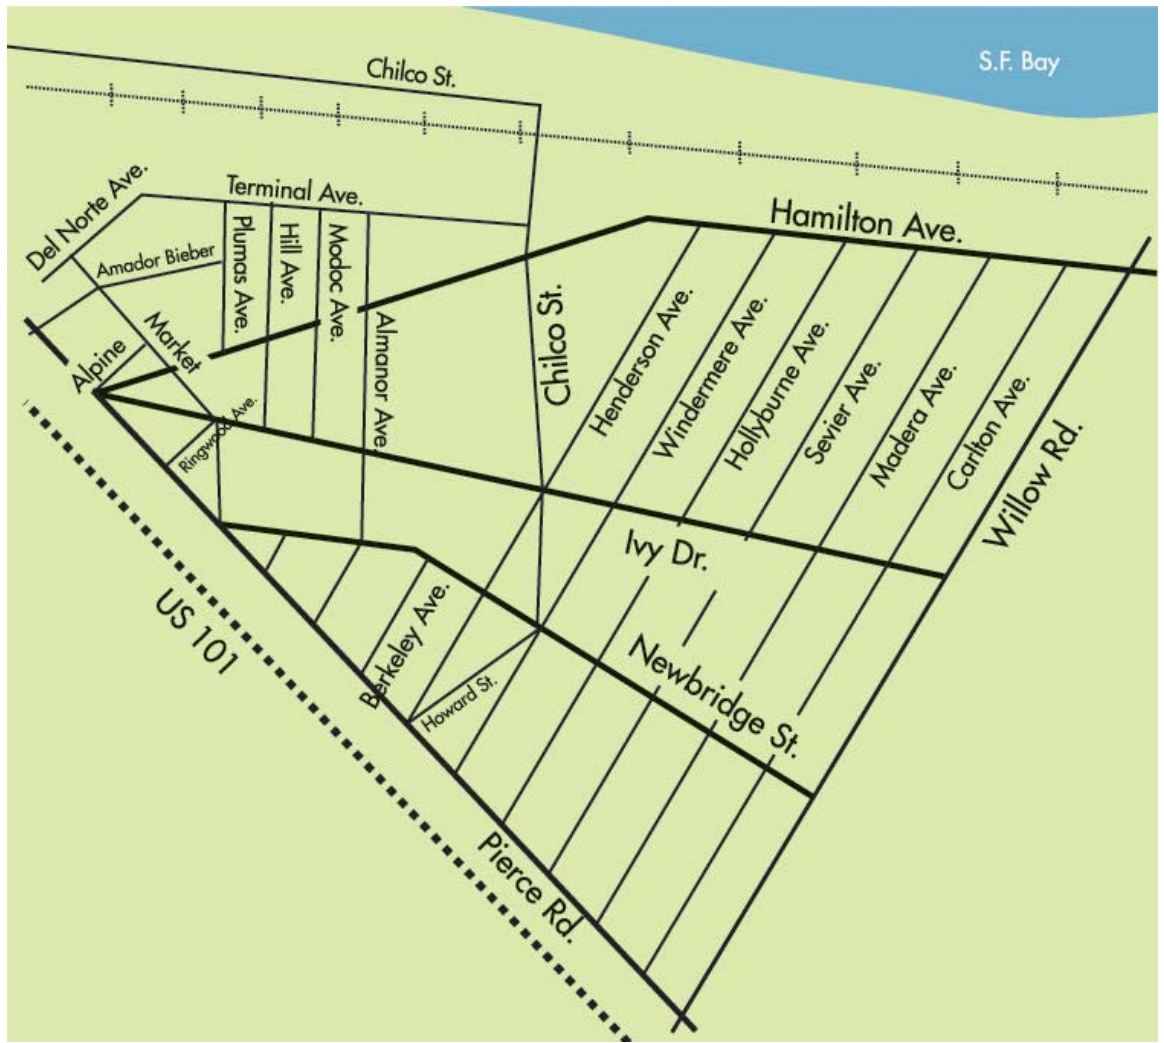 S.F. Bay
Chilco St.
Del Norte Ave.
Terminal Ave.
Hamilton Ave.
Amador Bieber
Plumas Ave.
Hill Ave.
Modoc Ave.
Almanor Ave.
Market
Alpine
Ringwood Ave.
Chilco St.
Henderson Ave.
Windermere Ave.
Hollyburne Ave.
Sevier Ave.
Madera Ave.
Carlton Ave.
Willow Rd.
Ivy Dr.
US 101
Berkeley Ave.
Howard St.
Newbridge St.
Pierce Rd.